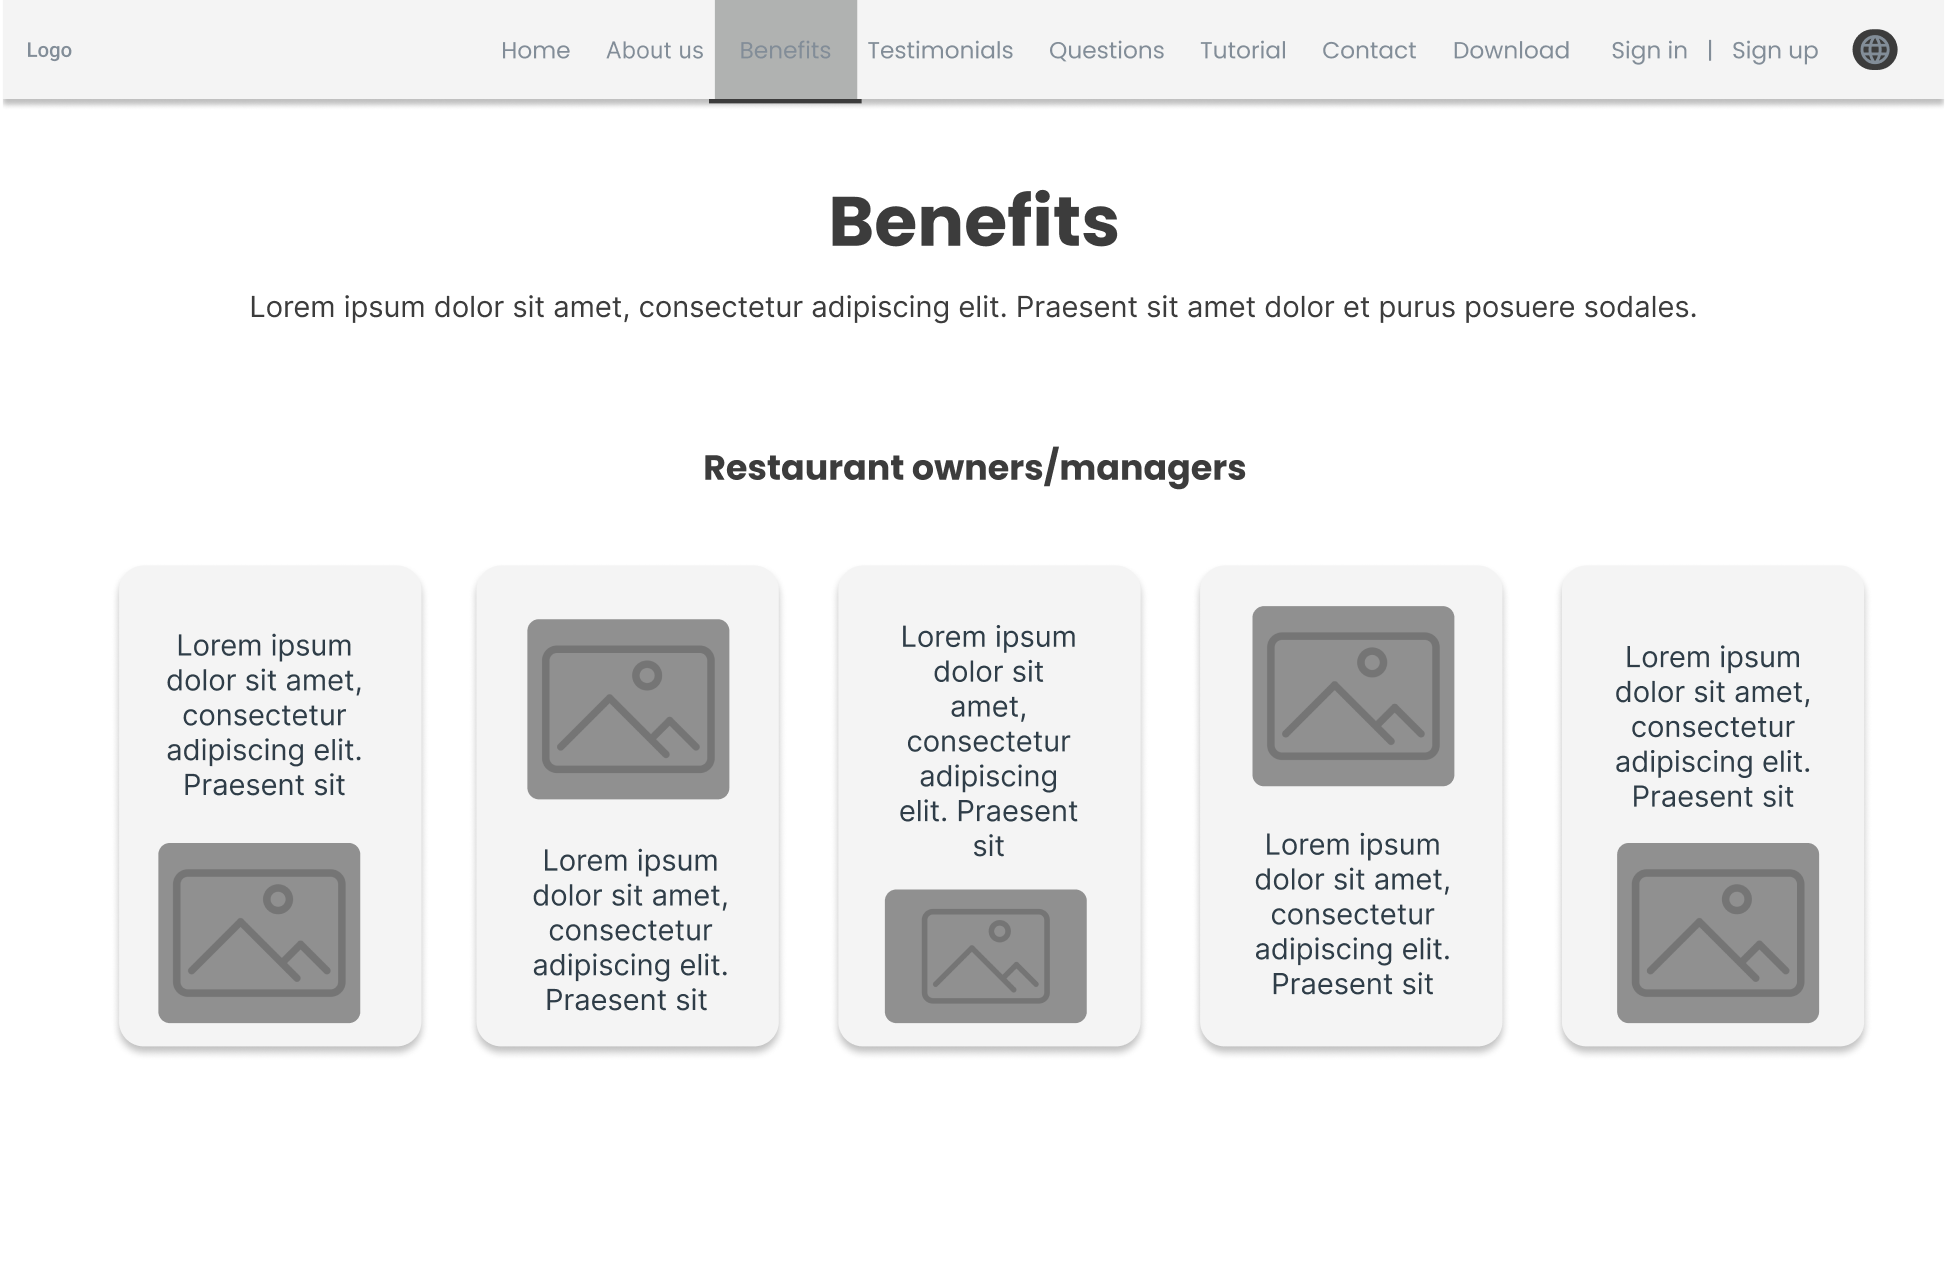 Logo
Home About us Benefits Testimonials Questions Tutorial Contact Download Sign in | Sign up
Benefits
Lorem ipsum dolor sit amet, consectetur adipiscing elit. Praesent sit amet dolor et purus posuere sodales.
Restaurant owners/managers
Lorem ipsum
dolor sit amet,
consectetur
adipiscing elit.
Praesent sit
Lorem ipsum
dolor sit amet,
consectetur
adipiscing elit.
Praesent sit
Lorem ipsum
dolor sit
amet,
consectetur
adipiscing
elit. Praesent
sit
Lorem ipsum
dolor sit amet,
consectetur
adipiscing elit.
Praesent sit
Lorem ipsum
dolor sit amet,
consectetur
adipiscing elit.
Praesent sit